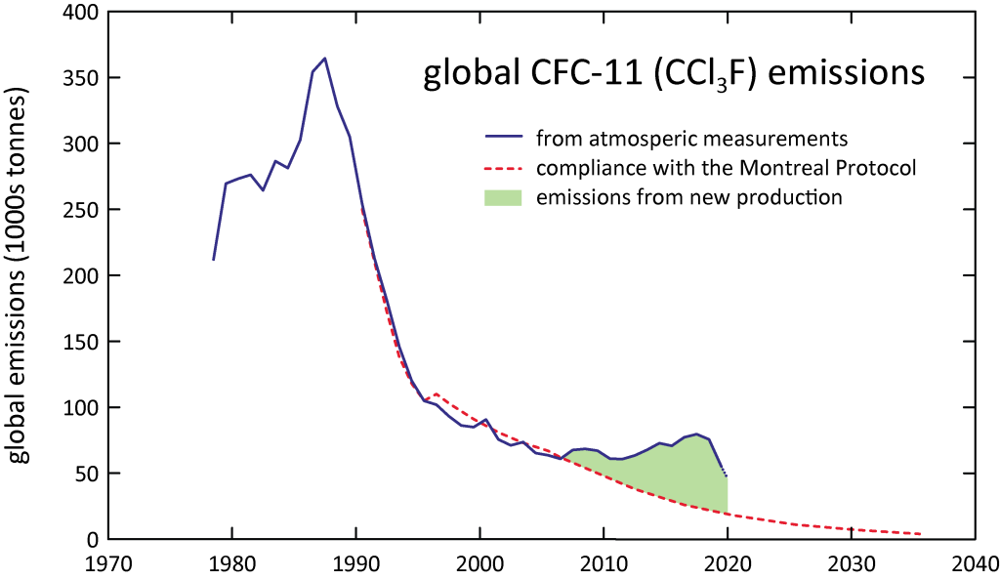 global CFC-11 (CCl₃F) emissions
from atmosperic measurements
compliance with the Montreal Protocol
emissions from new production
global emissions (1000s tonnes)
400
350
300
250
200
150
100
50
0
1970 1980 1990 2000 2010 2020 2030 2040